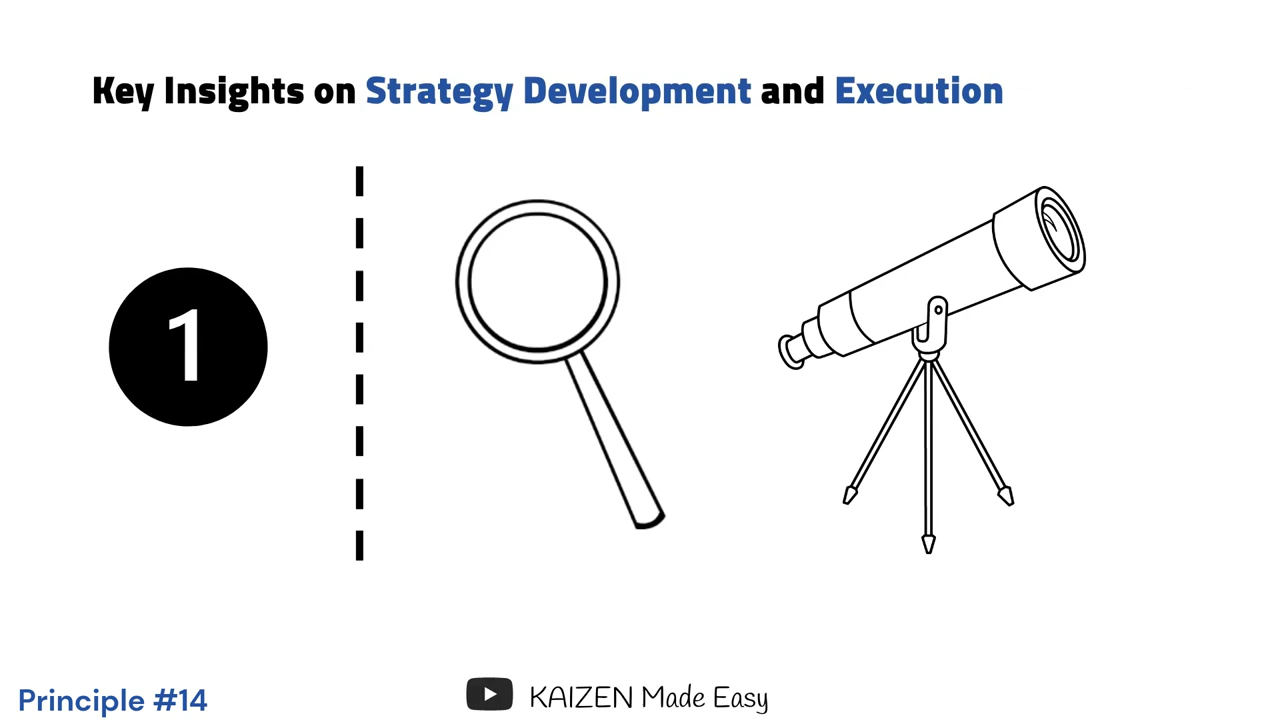 Key Insights on Strategy Development and Execution
1
Principle #14
KAIZEN Made Easy